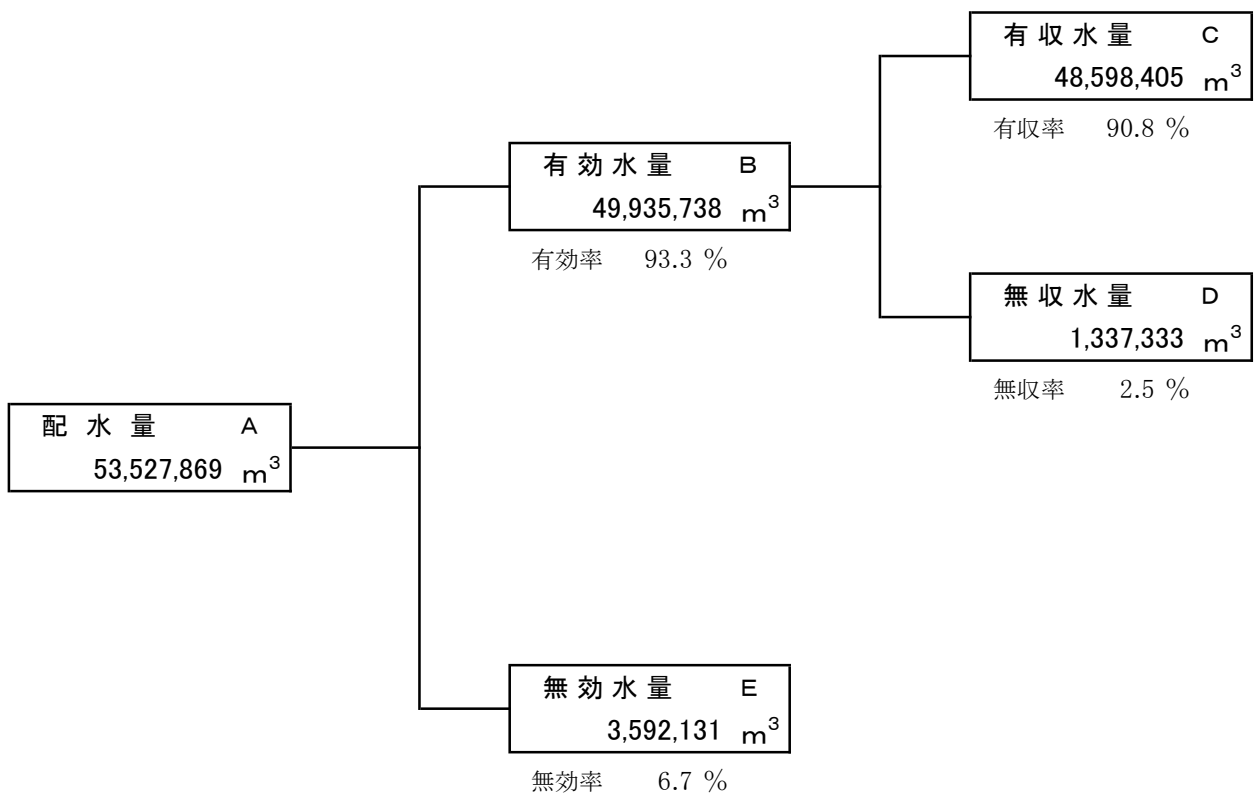 有収水量 C
48,598,405 m³
有収率 90.8 %
有効水量 B
49,935,738 m³
有効率 93.3 %
無収水量 D
1,337,333 m³
無収率 2.5 %
配水量 A
53,527,869 m³
無効水量 E
3,592,131 m³
無効率 6.7 %